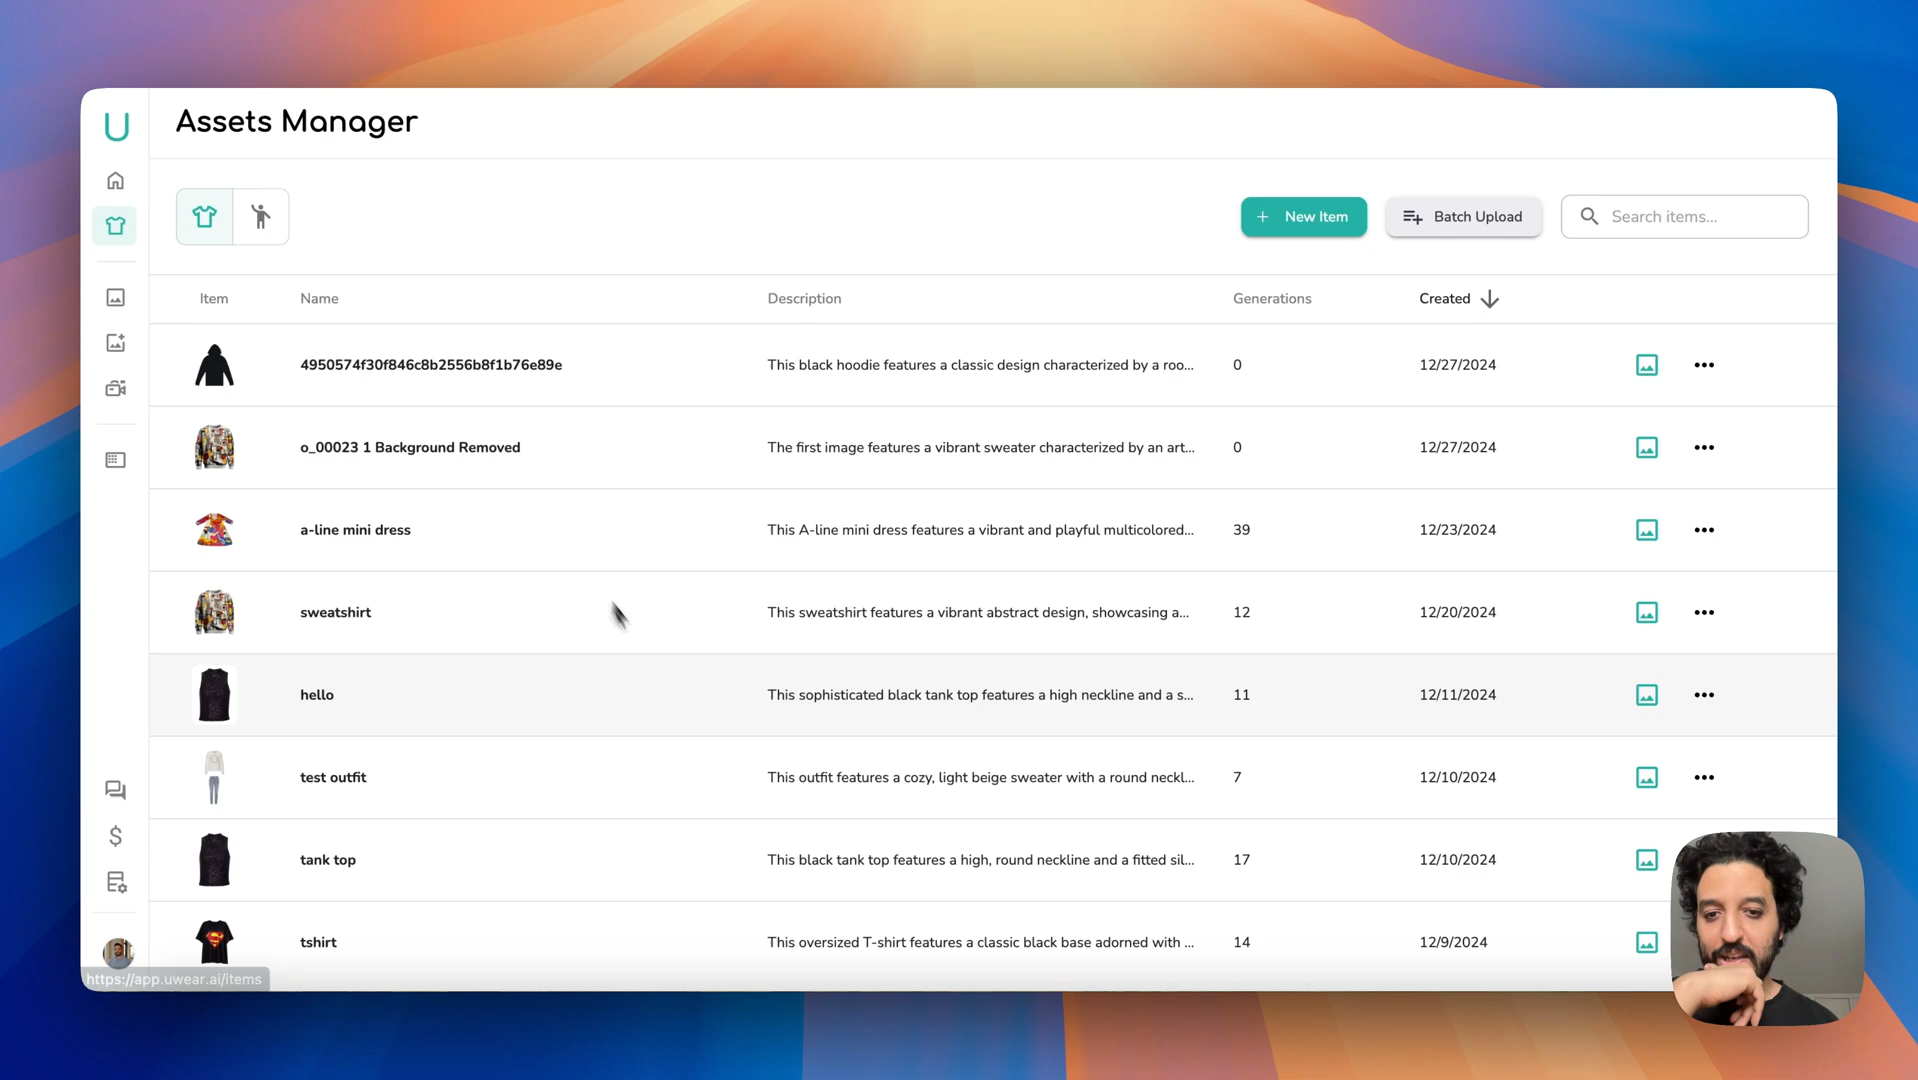 U
Assets Manager
New Item
Batch Upload
Search items...
Item Name Description Generations Created
4950574f30f846c8b2556b8f1b76e89e This black hoodie features a classic design characterized by a roo... 0 12/27/2024
o_00023 1 Background Removed The first image features a vibrant sweater characterized by an art... 0 12/27/2024
a-line mini dress This A-line mini dress features a vibrant and playful multicolored... 39 12/23/2024
sweatshirt This sweatshirt features a vibrant abstract design, showcasing a... 12 12/20/2024
hello This sophisticated black tank top features a high neckline and a s... 11 12/11/2024
test outfit This outfit features a cozy, light beige sweater with a round neckl... 7 12/10/2024
tank top This black tank top features a high, round neckline and a fitted sil... 17 12/10/2024
tshirt This oversized T-shirt features a classic black base adorned with ... 14 12/9/2024
https://app.uwear.ai/items